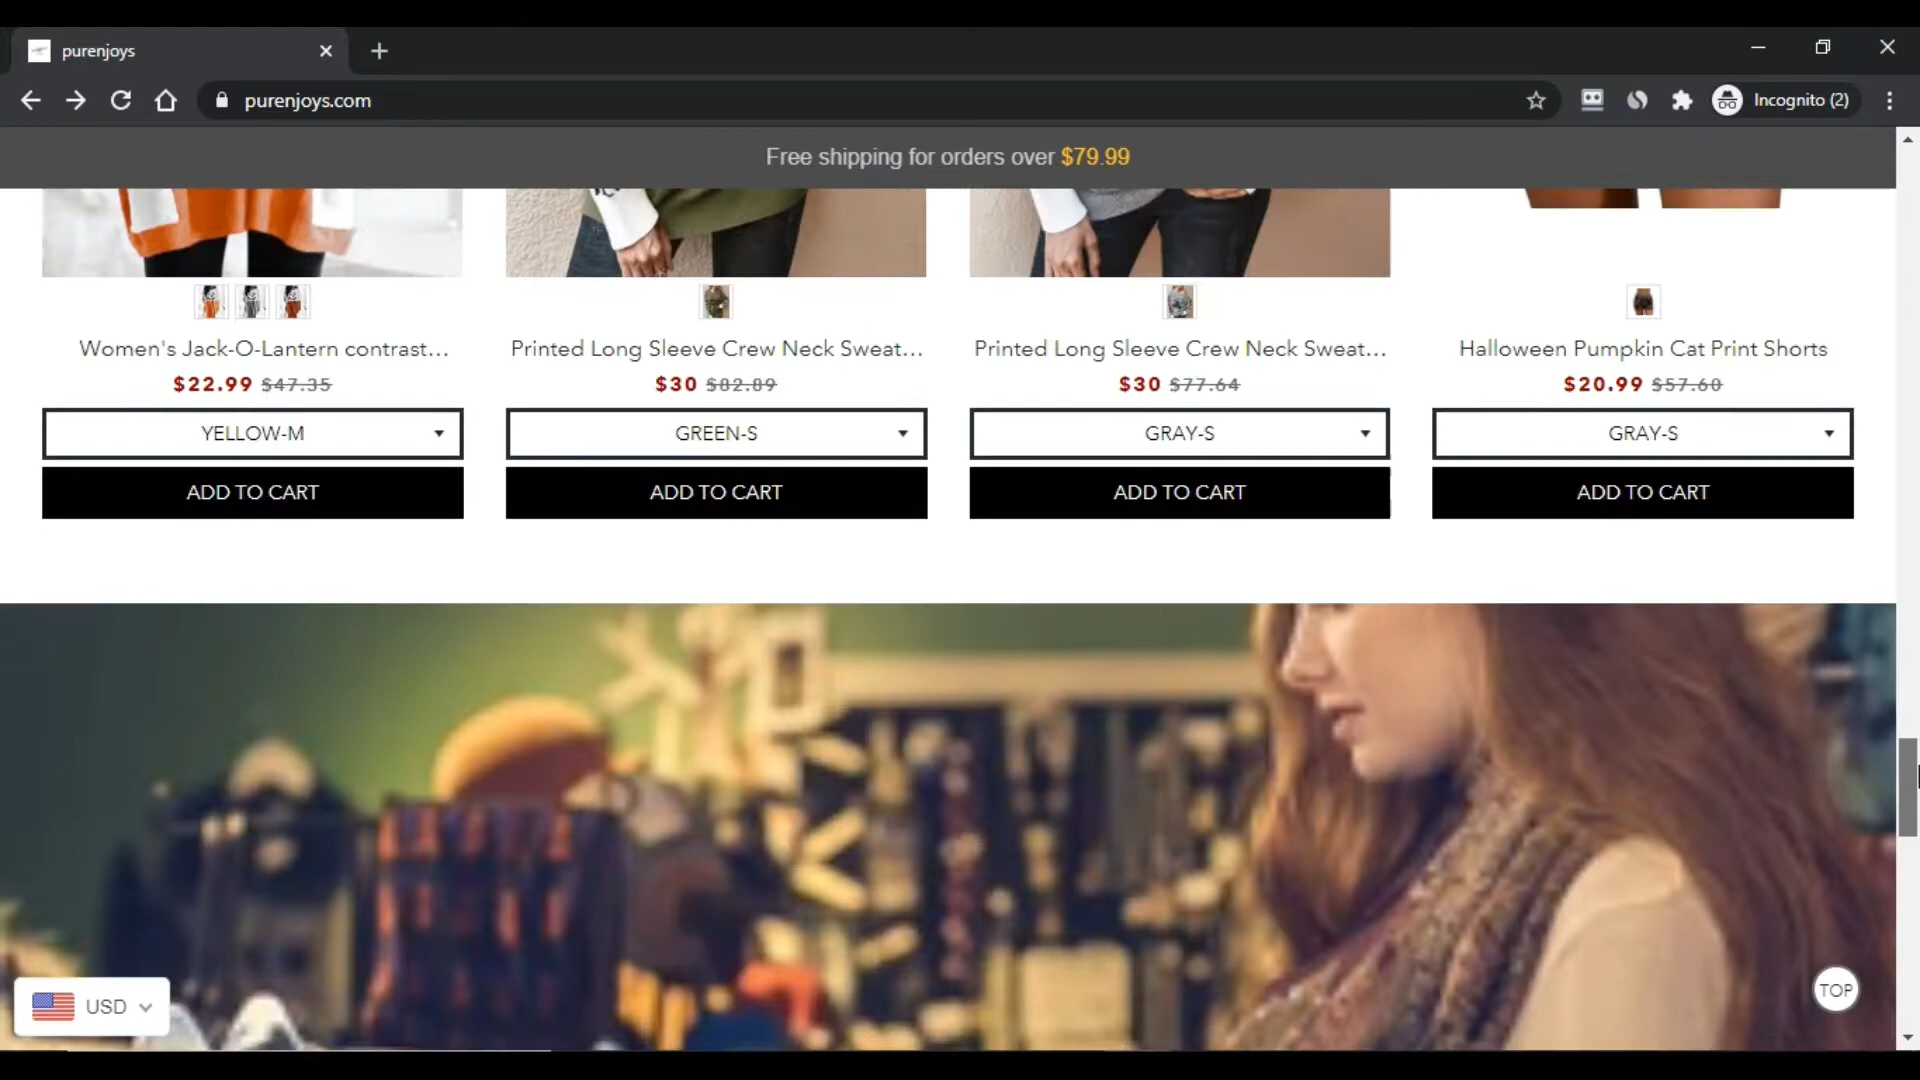 purenjoys
purenjoys.com
Incognito (2)
Free shipping for orders over $79.99
Women's Jack-O-Lantern contrast...
$22.99 $47.35
YELLOW-M
ADD TO CART
Printed Long Sleeve Crew Neck Sweat...
$30 $82.89
GREEN-S
ADD TO CART
Printed Long Sleeve Crew Neck Sweat...
$30 $77.64
GRAY-S
ADD TO CART
Halloween Pumpkin Cat Print Shorts
$20.99 $57.60
GRAY-S
ADD TO CART
USD
TOP